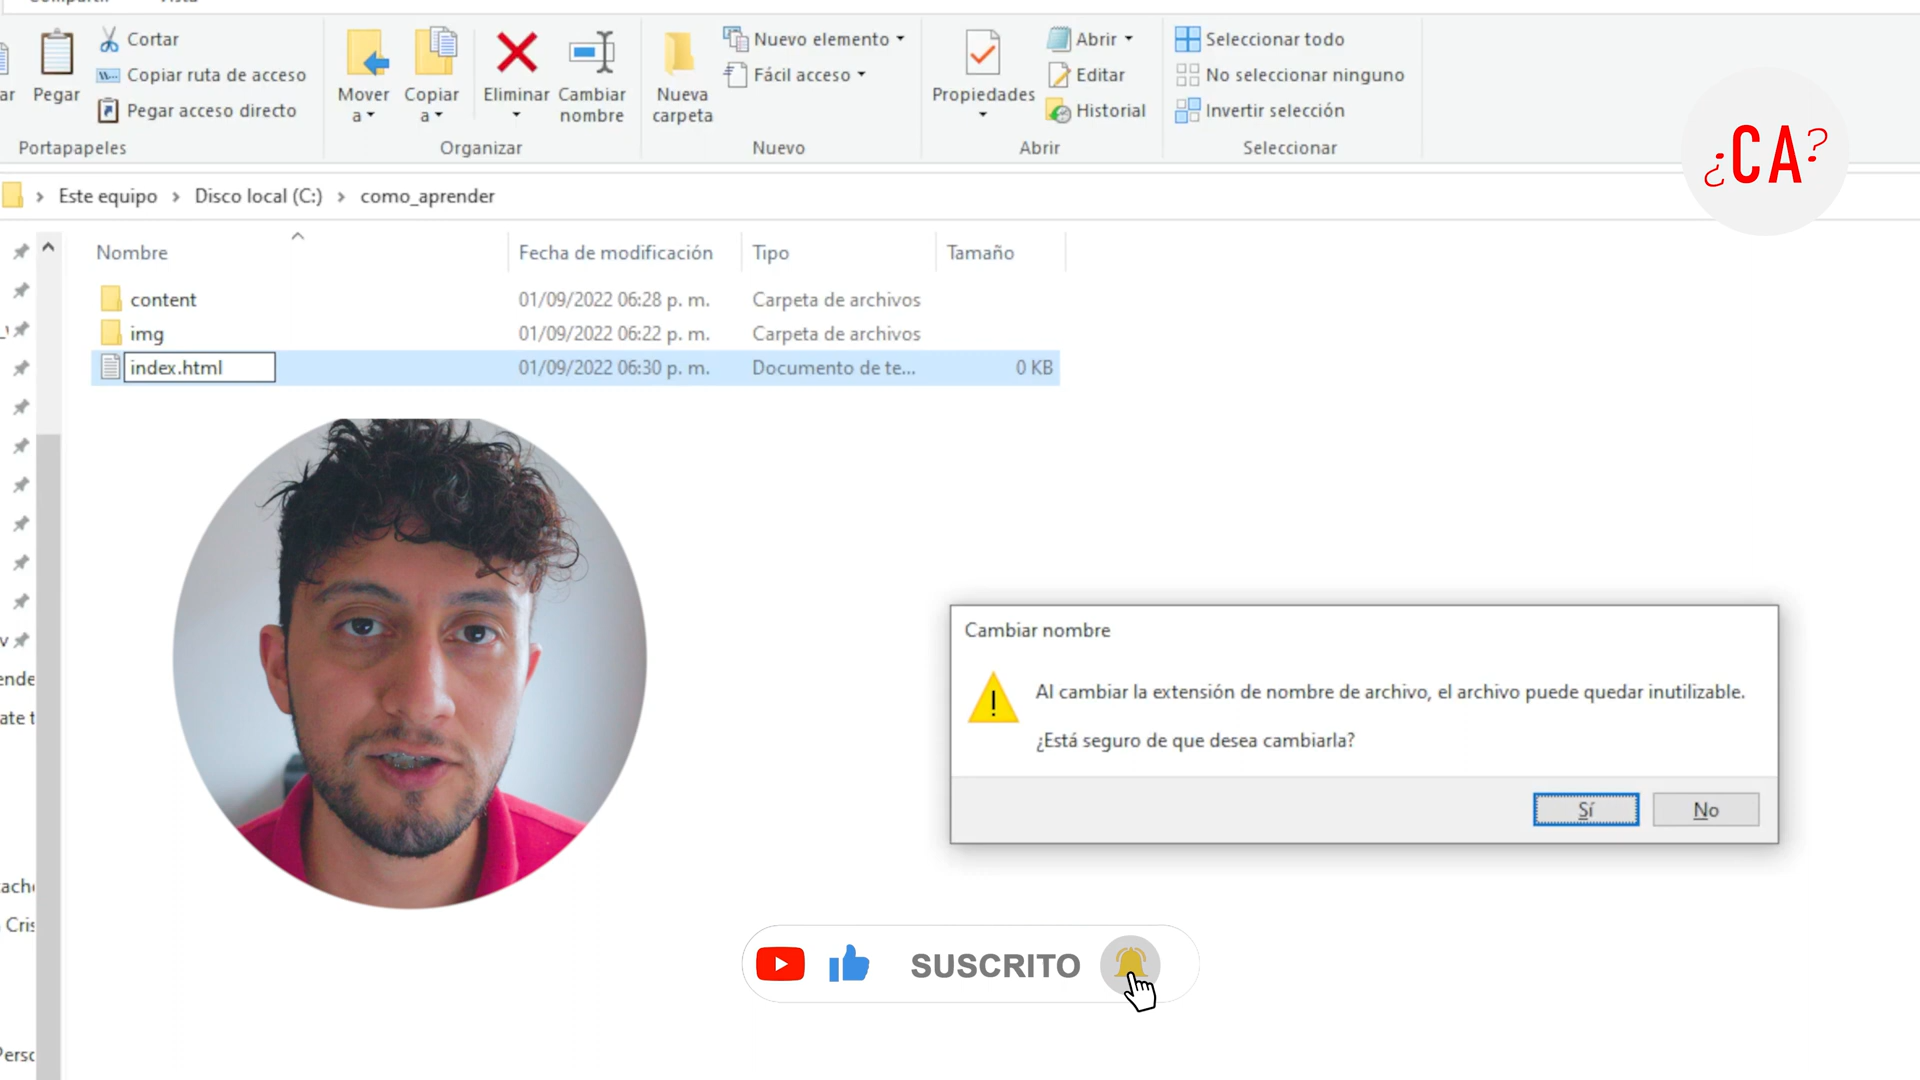 Compartir Vista
Cortar
Copiar ruta de acceso
Pegar acceso directo
Pegar
Portapapeles
Mover a
Copiar a
Eliminar
Cambiar nombre
Organizar
Nueva carpeta
Nuevo elemento
Fácil acceso
Nuevo
Propiedades
Abrir
Editar
Historial
Abrir
Seleccionar todo
No seleccionar ninguno
Invertir selección
Seleccionar
¿CA?
Este equipo > Disco local (C:) > como_aprender
Nombre Fecha de modificación Tipo Tamaño
content 01/09/2022 06:28 p. m. Carpeta de archivos
img 01/09/2022 06:22 p. m. Carpeta de archivos
index.html 01/09/2022 06:30 p. m. Documento de te... 0 KB
Cambiar nombre
Al cambiar la extensión de nombre de archivo, el archivo puede quedar inutilizable.
¿Está seguro de que desea cambiarla?
Sí No
SUSCRITO